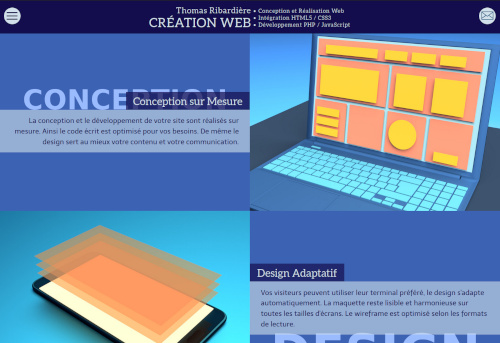 Thomas Ribardière • Conception et Réalisation Web
CRÉATION WEB • Intégration HTML5 / CSS3
• Développement PHP / JavaScript
CONCEPTION
Conception sur Mesure
La conception et le développement de votre site sont réalisés sur
mesure. Ainsi le code écrit est optimisé pour vos besoins. De même le
design sert au mieux votre contenu et votre communication.
Design Adaptatif
Vos visiteurs peuvent utiliser leur terminal préféré, le design s'adapte
automatiquement. La maquette reste lisible et harmonieuse sur
toutes les tailles d'écrans. Le wireframe est optimisé selon les formats
de lecture.
DESIGN